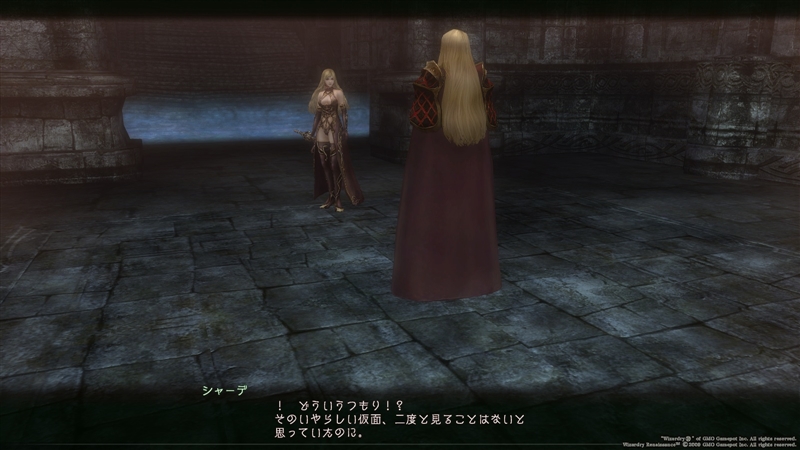 シャーデ
！　どういうつもり！？
そのいやらしい仮面、二度と見ることはないと
思っていたのに。
"Wizardry®" of GMO Gamepot Inc. All rights reserved.
Wizardry Renaissance™ ©2009 GMO Gamepot Inc. All rights reserved.